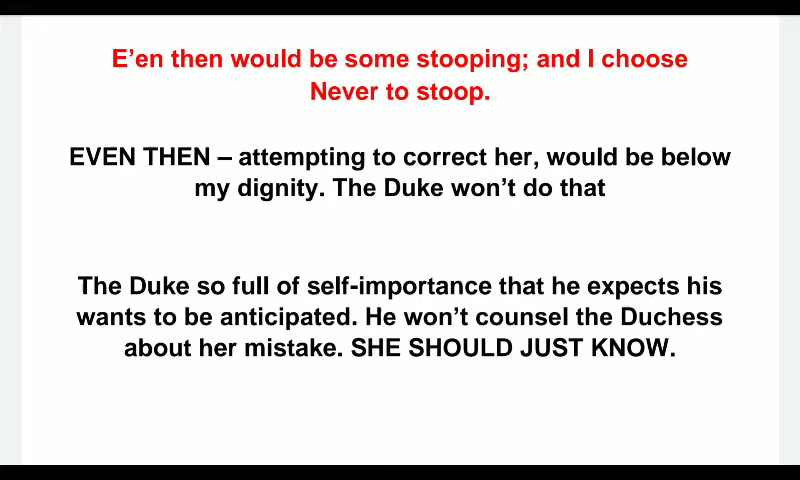 E’en then would be some stooping; and I choose
Never to stoop.
EVEN THEN – attempting to correct her, would be below
my dignity. The Duke won’t do that
The Duke so full of self-importance that he expects his
wants to be anticipated. He won’t counsel the Duchess
about her mistake. SHE SHOULD JUST KNOW.